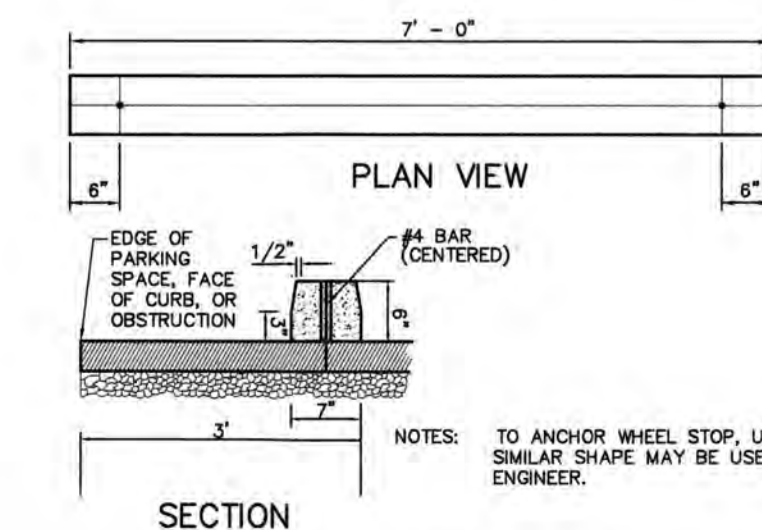 7' - 0"
PLAN VIEW
6"
6"
EDGE OF
PARKING
SPACE, FACE
OF CURB, OR
OBSTRUCTION
1/2"
#4 BAR
(CENTERED)
3"
6"
7"
3'
NOTES: TO ANCHOR WHEEL STOP,
SIMILAR SHAPE MAY BE
ENGINEER.
SECTION